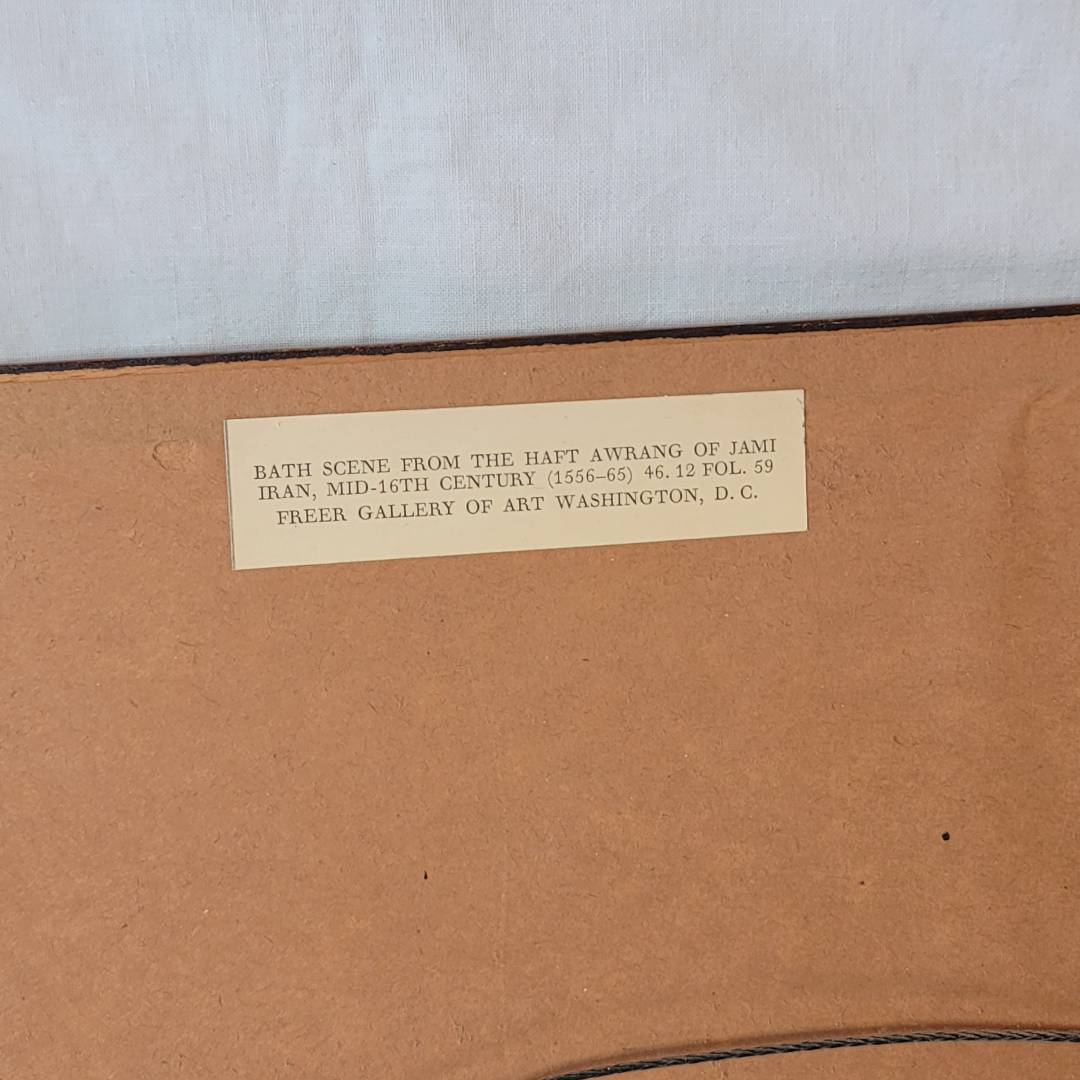 BATH SCENE FROM THE HAFT AWRANG OF JAMI
IRAN, MID-16TH CENTURY (1556–65) 46. 12 FOL. 59
FREER GALLERY OF ART WASHINGTON, D. C.